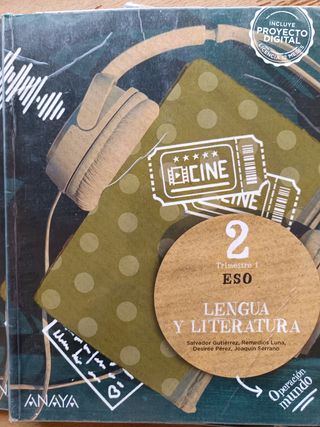 INCLUYE
PROYECTO
DIGITAL
CINE
2
Trimestre 1
ESO
LENGUA
Y LITERATURA
Salvador Gutiérrez, Remedios Luna,
Desirée Pérez, Joaquín Serrano
Operación
mundo
ANAYA